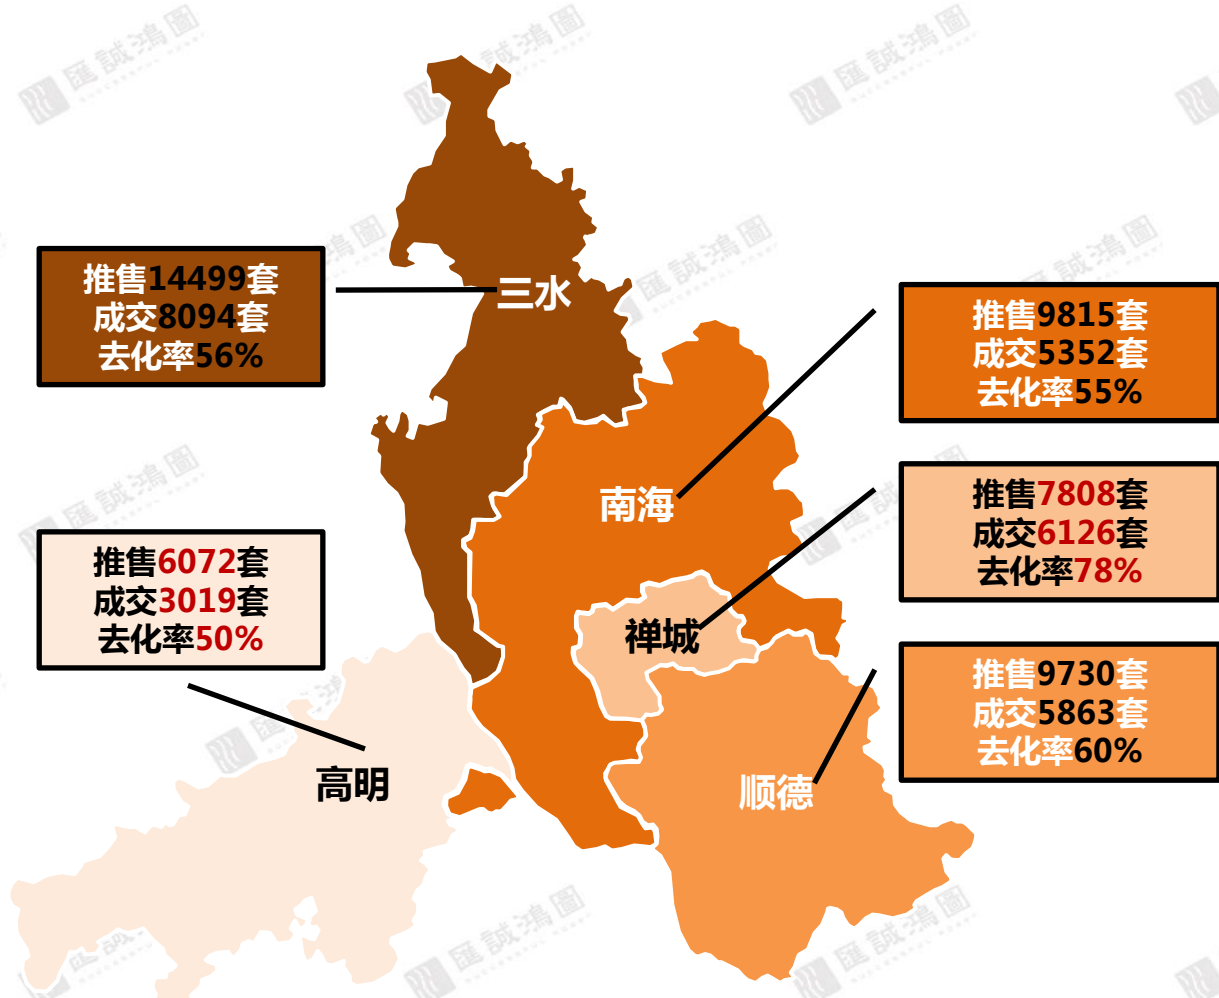 匯誠鴻圖
推售14499套
成交8094套
去化率56%
三水
推售9815套
成交5352套
去化率55%
南海
推售7808套
成交6126套
去化率78%
禅城
推售6072套
成交3019套
去化率50%
高明
推售9730套
成交5863套
去化率60%
顺德